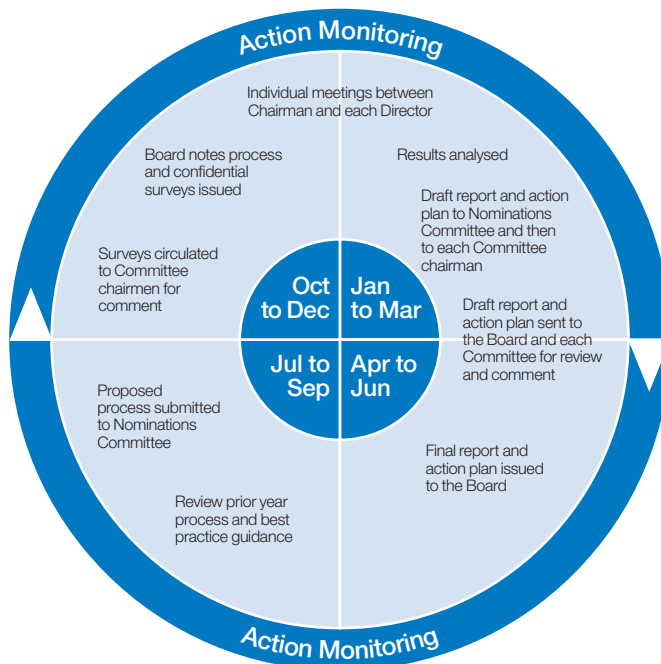 Action Monitoring
Individual meetings between
Chairman and each Director
Board notes process
and confidential
surveys issued
Results analysed
Draft report and action
plan to Nominations
Committee and then
to each Committee
chairman
Surveys circulated
to Committee
chairmen for
comment
Oct
to Dec
Jan
to Mar
Draft report and
action plan sent to
the Board and each
Committee for review
and comment
Jul to
Sep
Apr to
Jun
Proposed
process submitted
to Nominations
Committee
Final report and
action plan issued
to the Board
Review prior year
process and best
practice guidance
Action Monitoring